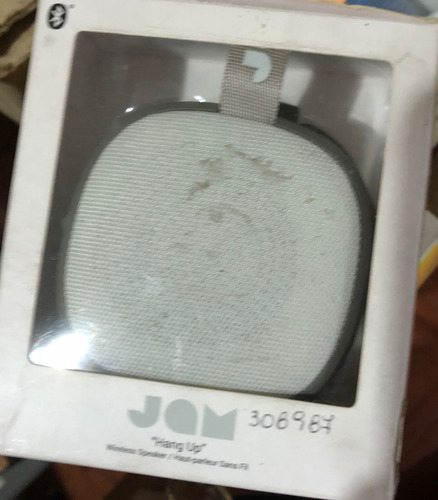 JAM 308987
"Hang Up"
Wireless Speaker / Haut-parleur Sans Fil